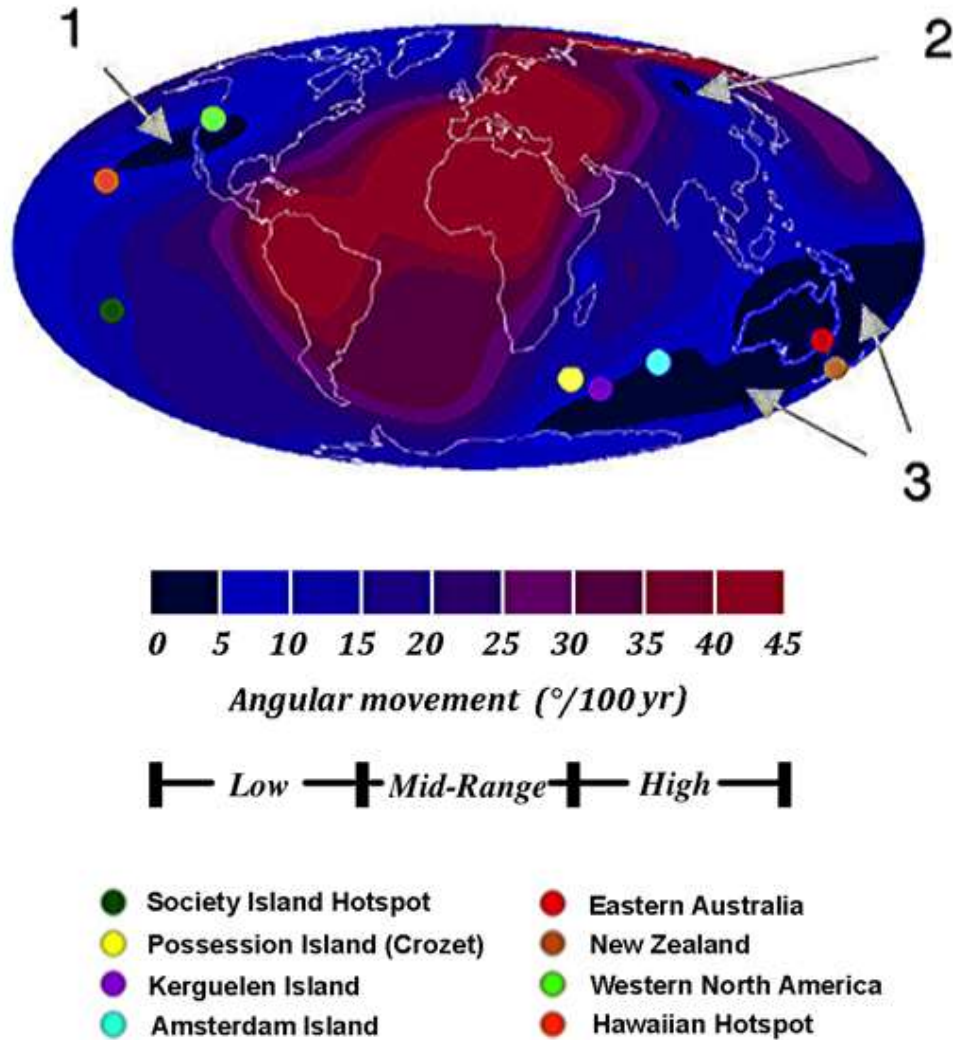 1
2
3
0 5 10 15 20 25 30 35 40 45
Angular movement (°/100 yr)
Low Mid-Range High
Society Island Hotspot
Possession Island (Crozet)
Kerguelen Island
Amsterdam Island
Eastern Australia
New Zealand
Western North America
Hawaiian Hotspot